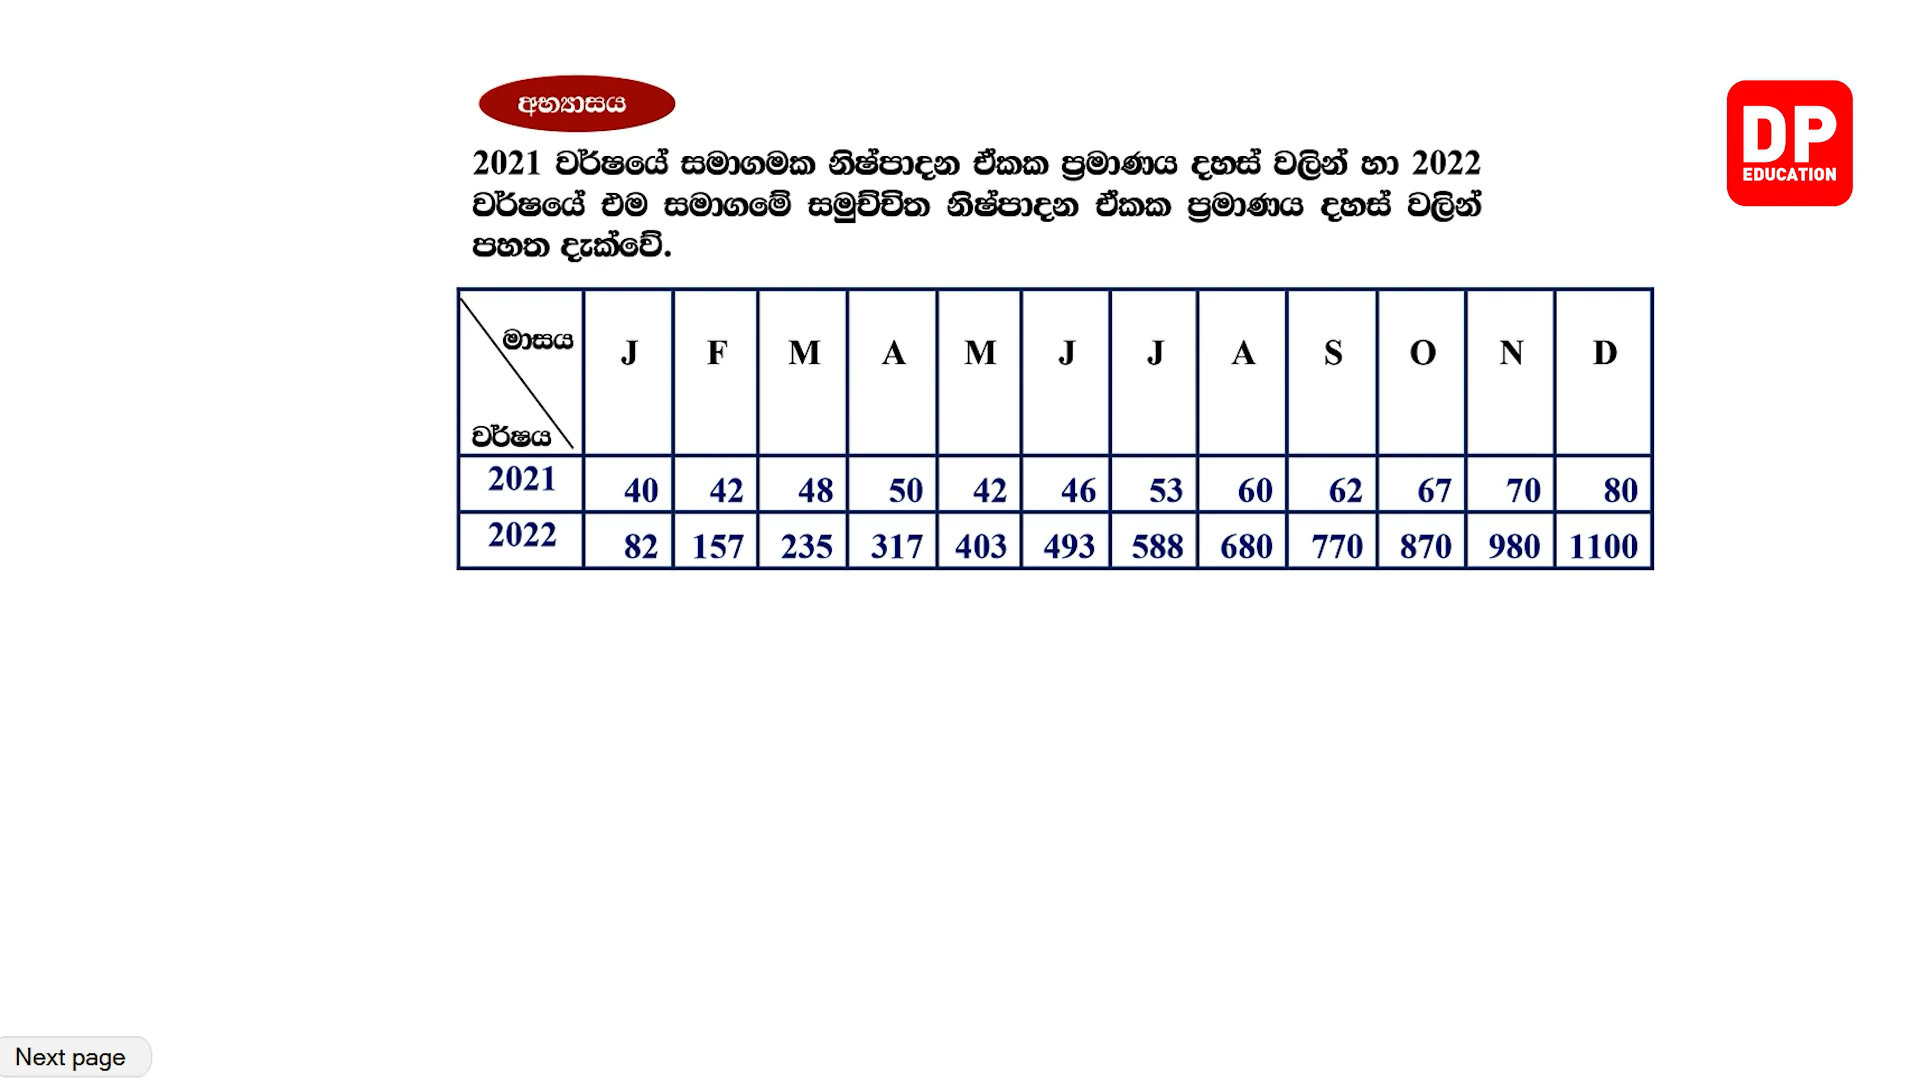 අභ්‍යාසය
2021 වර්ෂයේ සමාගමක නිෂ්පාදන ඒකක ප්‍රමාණය දහස් වලින් හා 2022
වර්ෂයේ එම සමාගමේ සමුච්චිත නිෂ්පාදන ඒකක ප්‍රමාණය දහස් වලින්
පහත දැක්වේ.
DP
EDUCATION
මාසය J F M A M J J A S O N D
වර්ෂය
2021 40 42 48 50 42 46 53 60 62 67 70 80
2022 82 157 235 317 403 493 588 680 770 870 980 1100
Next page